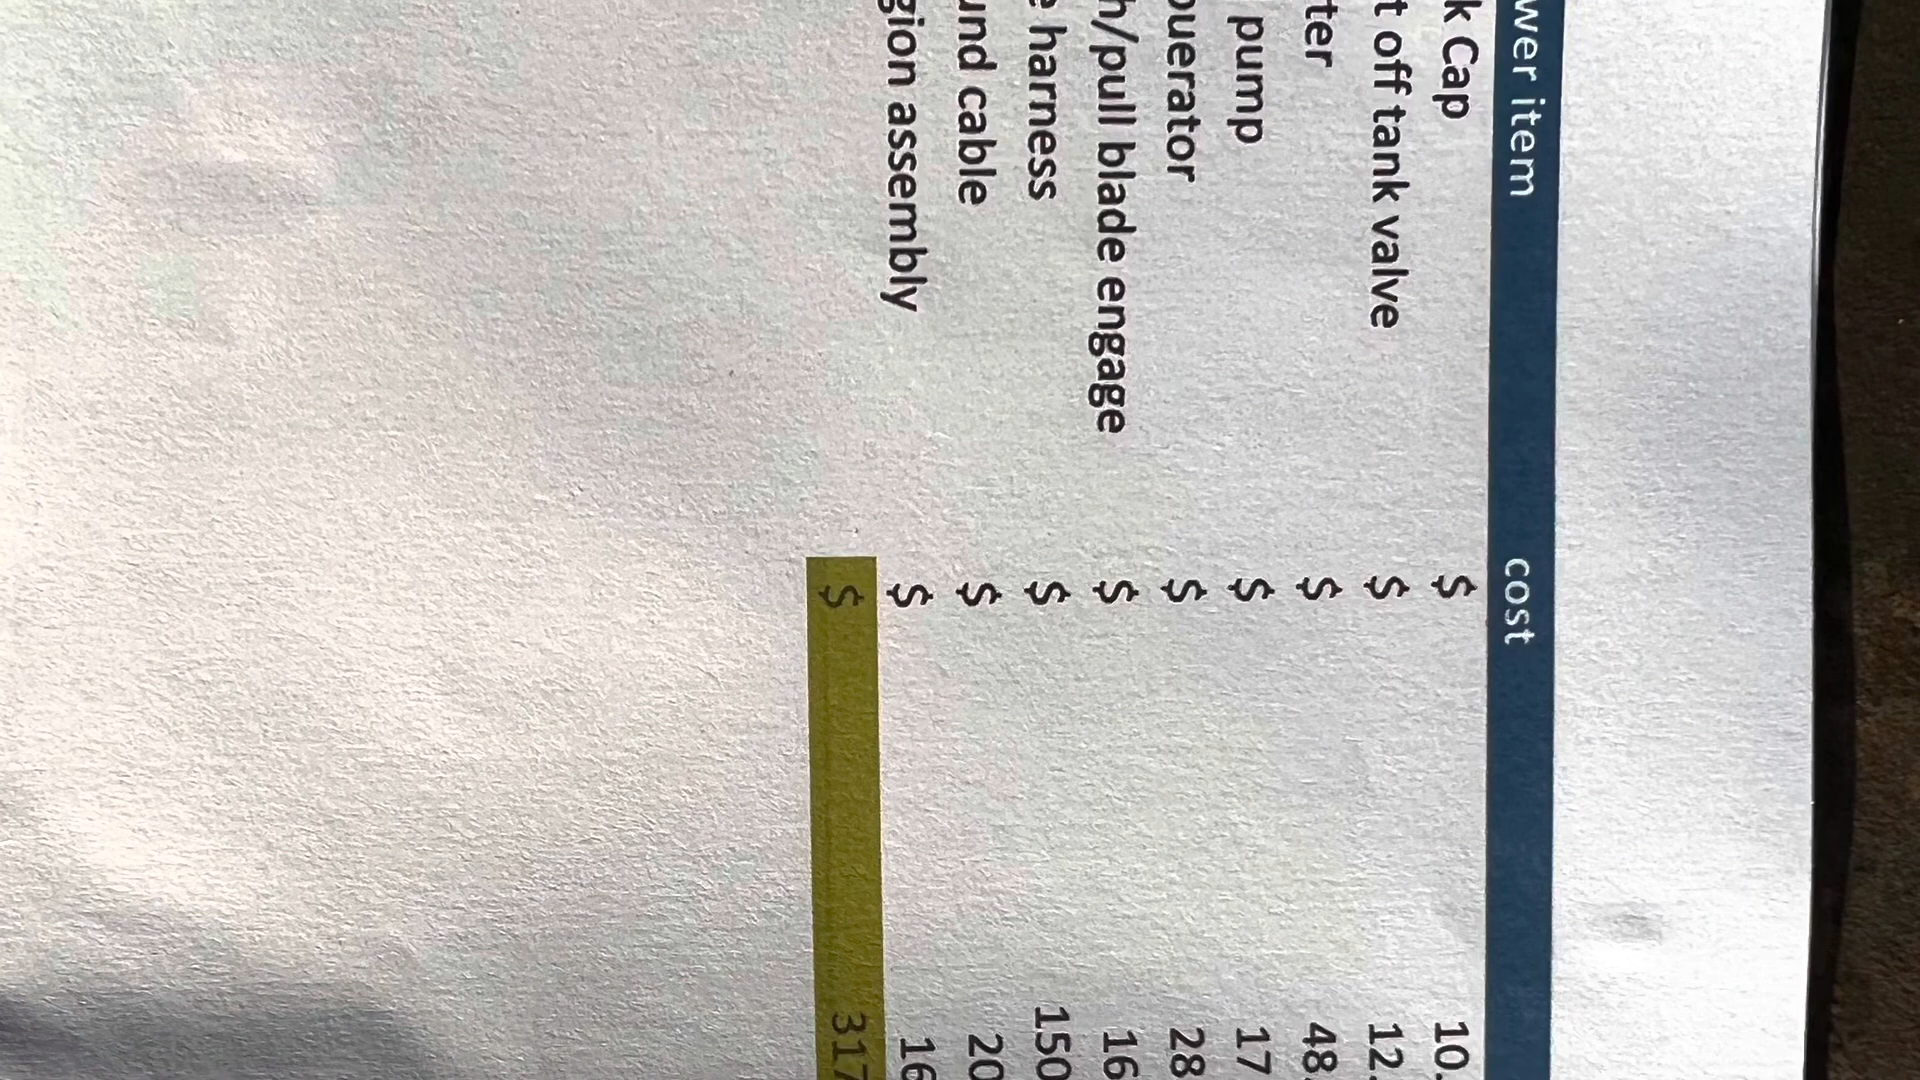 wer item cost
k Cap $ 10.
t off tank valve $ 12.
ter $ 48.
pump $ 17
ouerator $ 28
h/pull blade engage $ 16
e harness $ 150
und cable $ 20
gion assembly $ 16
$ 317